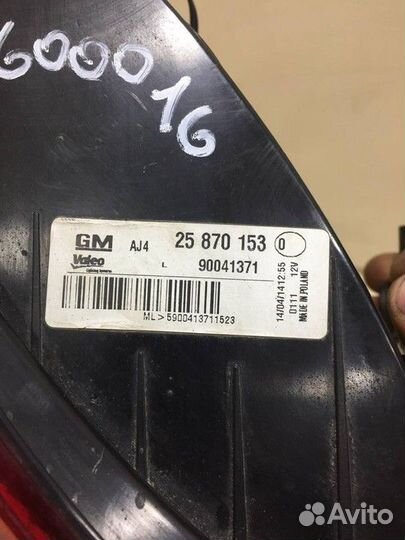 600016
GM AJ4 25 870 153 0
Valeo L 90041371
ML>5900413711523
14/04/14 12:55
0111 12V
MADE IN POLAND
Avito